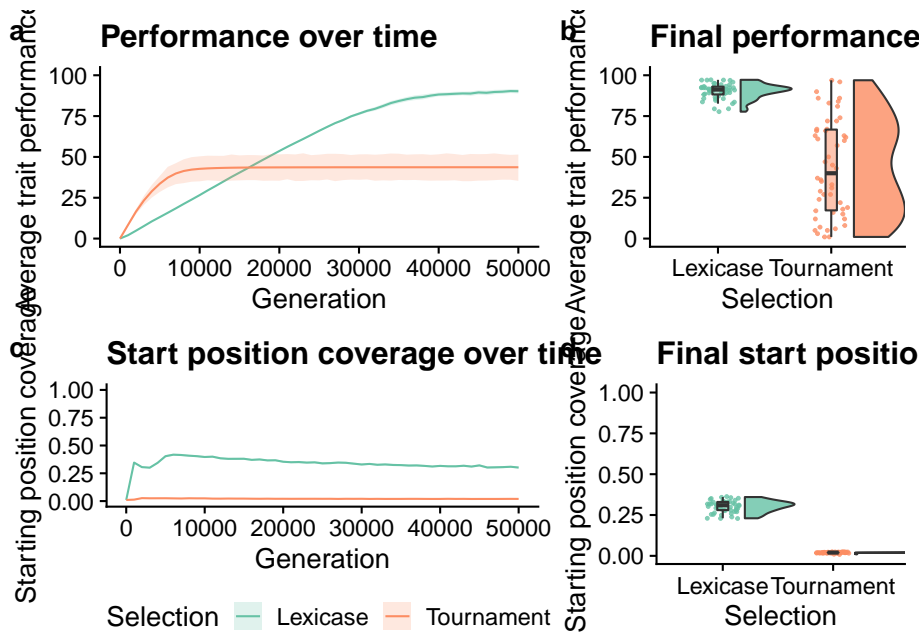 a
Performance over time
Average trait performance
100
75
50
25
0
0 10000 20000 30000 40000 50000
Generation
b
Final performance
Average trait performance
100
75
50
25
0
Lexicase Tournament
Selection
c
Start position coverage over time
Starting position coverage
1.00
0.75
0.50
0.25
0.00
0 10000 20000 30000 40000 50000
Generation
d
Final start positio
Starting position coverage
1.00
0.75
0.50
0.25
0.00
Lexicase Tournament
Selection
Selection Lexicase Tournament